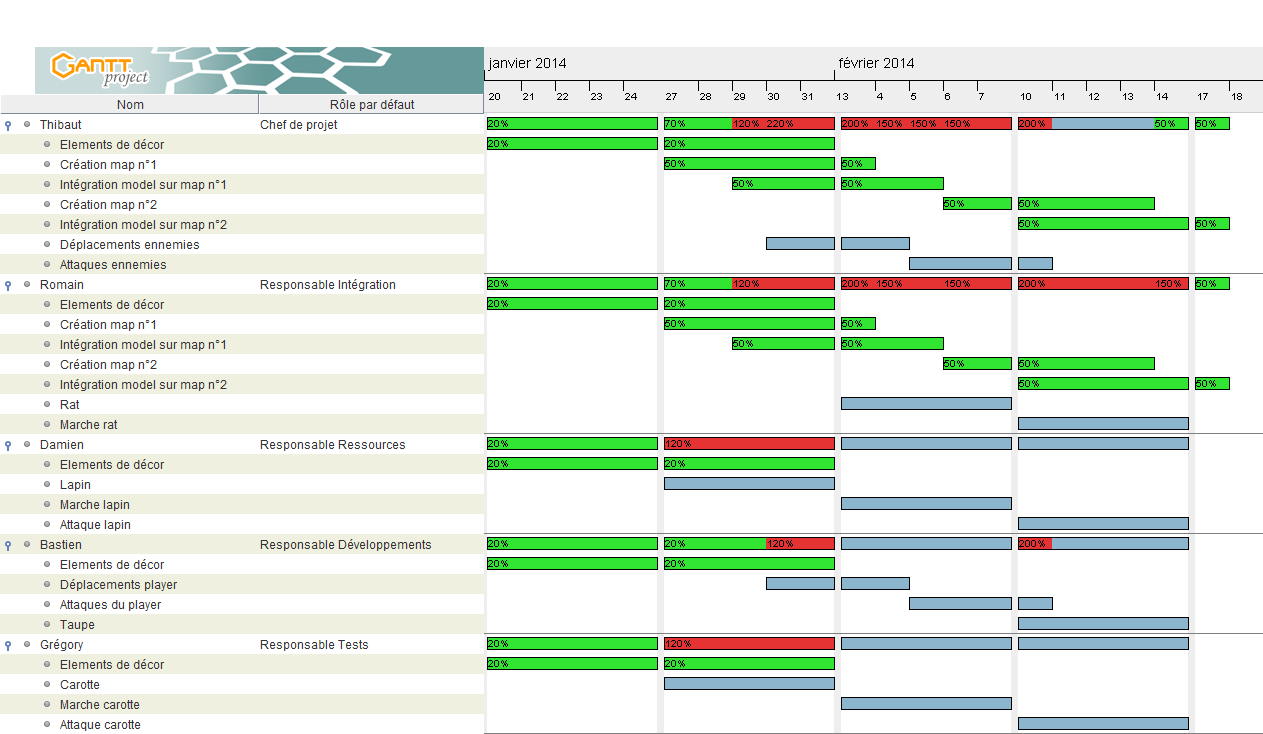 GANTT project
janvier 2014 février 2014
20 21 22 23 24 27 28 29 30 31 13 4 5 6 7 10 11 12 13 14 17 18
Nom Rôle par défaut
Thibaut Chef de projet 20% 70% 120% 220% 200% 150% 150% 150% 200% 50% 50%
Elements de décor 20% 20%
Création map n°1 50% 50%
Intégration model sur map n°1 50% 50%
Création map n°2 50% 50%
Intégration model sur map n°2 50% 50%
Déplacements ennemies
Attaques ennemies
Romain Responsable Intégration 20% 70% 120% 200% 150% 150% 200% 150% 50%
Elements de décor 20% 20%
Création map n°1 50% 50%
Intégration model sur map n°1 50% 50%
Création map n°2 50% 50%
Intégration model sur map n°2 50% 50%
Rat
Marche rat
Damien Responsable Ressources 20% 120%
Elements de décor 20% 20%
Lapin
Marche lapin
Attaque lapin
Bastien Responsable Développements 20% 20% 120% 200%
Elements de décor 20% 20%
Déplacements player
Attaques du player
Taupe
Grégory Responsable Tests 20% 120%
Elements de décor 20% 20%
Carotte
Marche carotte
Attaque carotte